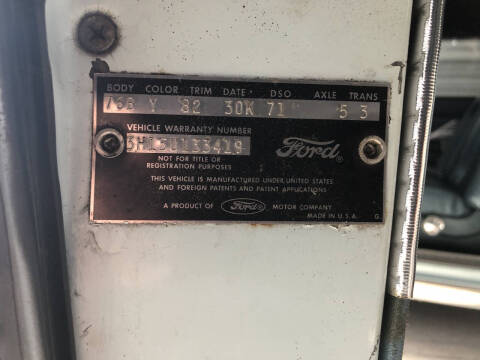 BODY COLOR TRIM DATE DSO AXLE TRANS
76B Y 82 30K 71 5 3
VEHICLE WARRANTY NUMBER
NOT FOR TITLE OR
REGISTRATION PURPOSES
Ford®
THIS VEHICLE IS MANUFACTURED UNDER UNITED STATES
AND FOREIGN PATENTS AND PATENT APPLICATIONS
A PRODUCT OF Ford MOTOR COMPANY
MADE IN U.S.A. G